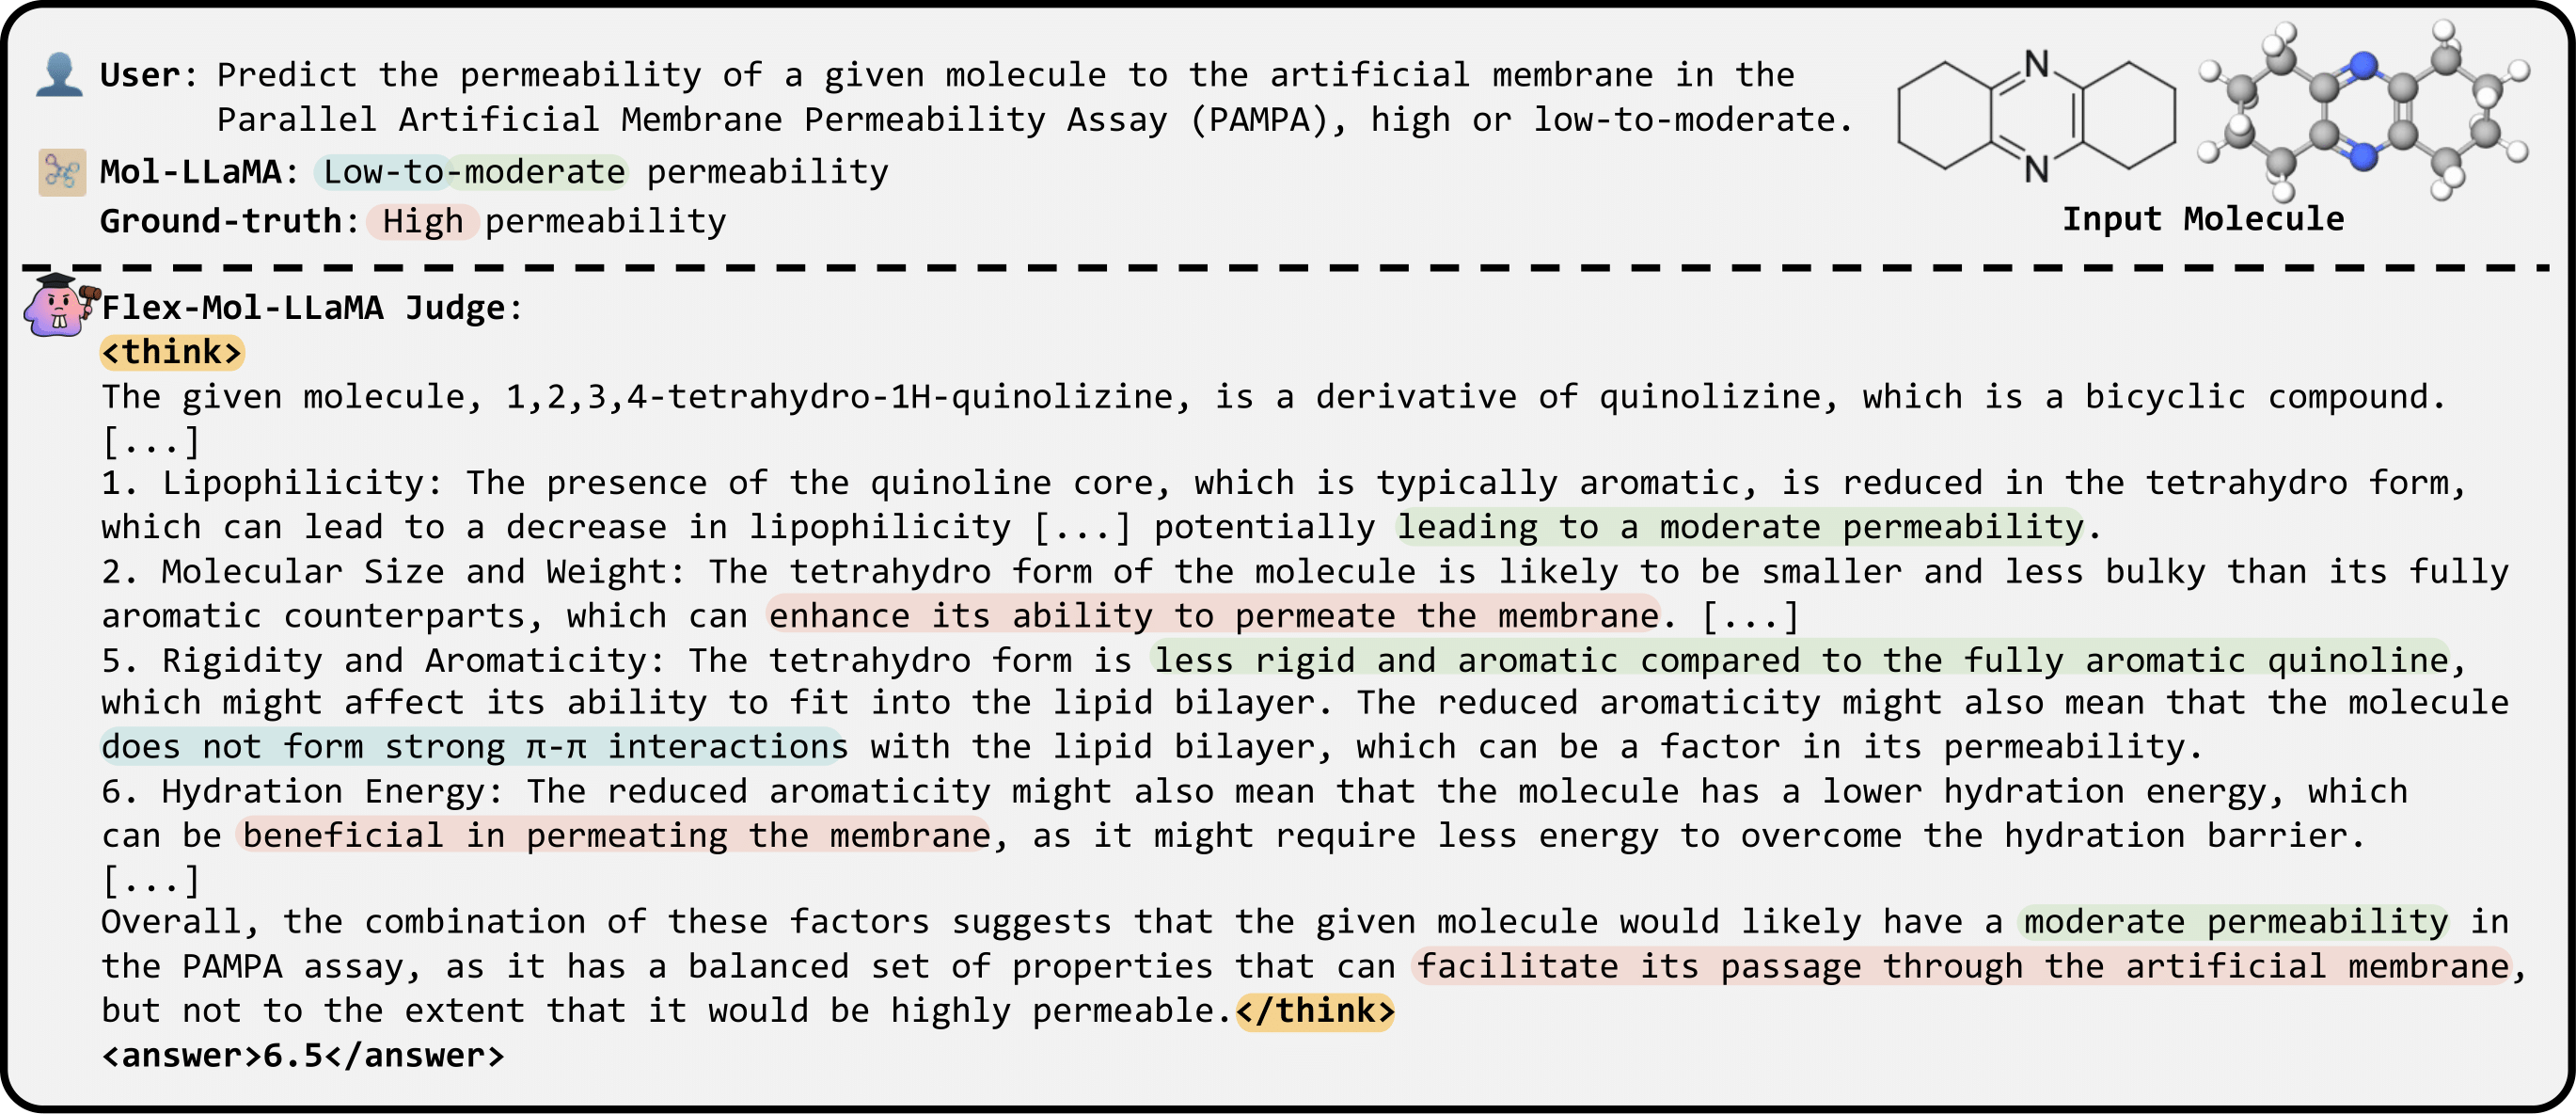 User: Predict the permeability of a given molecule to the artificial membrane in the
Parallel Artificial Membrane Permeability Assay (PAMPA), high or low-to-moderate.
Mol-LLaMA: Low-to-moderate permeability
Ground-truth: High permeability
N
N
Input Molecule
Flex-Mol-LLaMA Judge:
<think>
The given molecule, 1,2,3,4-tetrahydro-1H-quinolizine, is a derivative of quinolizine, which is a bicyclic compound.
[...]
1. Lipophilicity: The presence of the quinoline core, which is typically aromatic, is reduced in the tetrahydro form,
which can lead to a decrease in lipophilicity [...] potentially leading to a moderate permeability.
2. Molecular Size and Weight: The tetrahydro form of the molecule is likely to be smaller and less bulky than its fully
aromatic counterparts, which can enhance its ability to permeate the membrane. [...]
5. Rigidity and Aromaticity: The tetrahydro form is less rigid and aromatic compared to the fully aromatic quinoline,
which might affect its ability to fit into the lipid bilayer. The reduced aromaticity might also mean that the molecule
does not form strong π-π interactions with the lipid bilayer, which can be a factor in its permeability.
6. Hydration Energy: The reduced aromaticity might also mean that the molecule has a lower hydration energy, which
can be beneficial in permeating the membrane, as it might require less energy to overcome the hydration barrier.
[...]
Overall, the combination of these factors suggests that the given molecule would likely have a moderate permeability in
the PAMPA assay, as it has a balanced set of properties that can facilitate its passage through the artificial membrane,
but not to the extent that it would be highly permeable.</think>
<answer>6.5</answer>